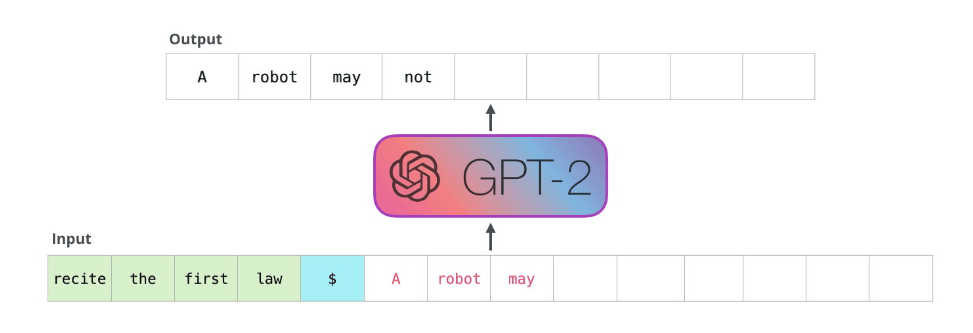 Output
A robot may not
GPT-2
Input
recite the first law $ A robot may